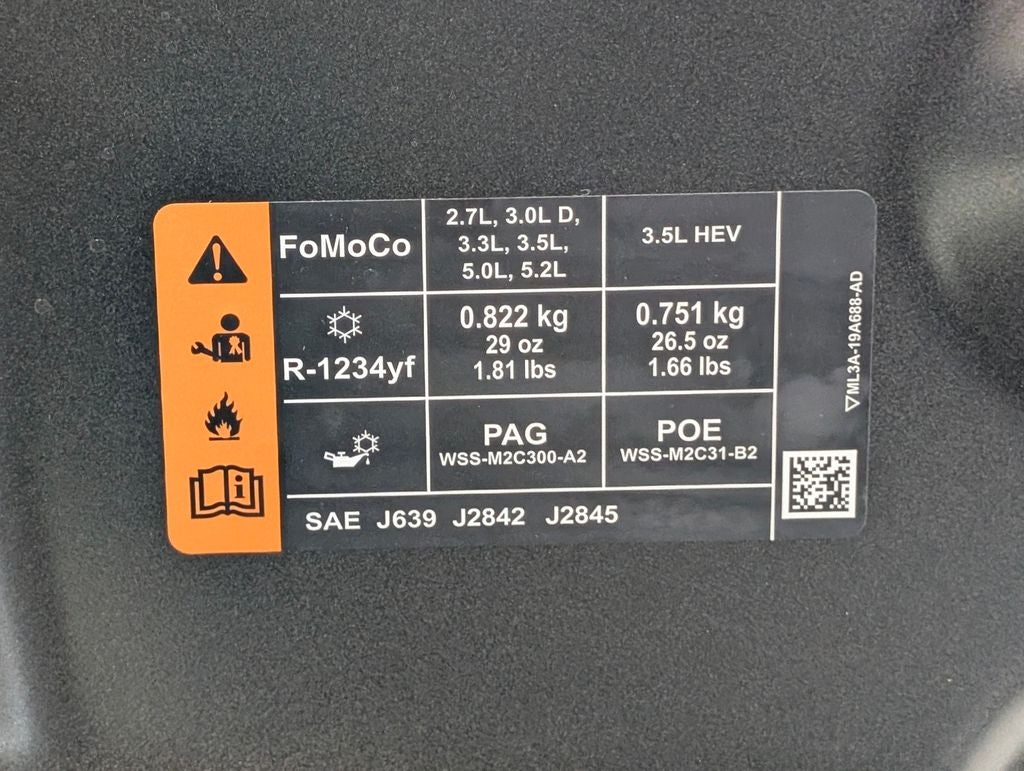 FoMoCo
2.7L, 3.0L D,
3.3L, 3.5L,
5.0L, 5.2L
3.5L HEV
R-1234yf
0.822 kg
29 oz
1.81 lbs
0.751 kg
26.5 oz
1.66 lbs
PAG
WSS-M2C300-A2
POE
WSS-M2C31-B2
SAE J639 J2842 J2845
ML3A-19A688-AD